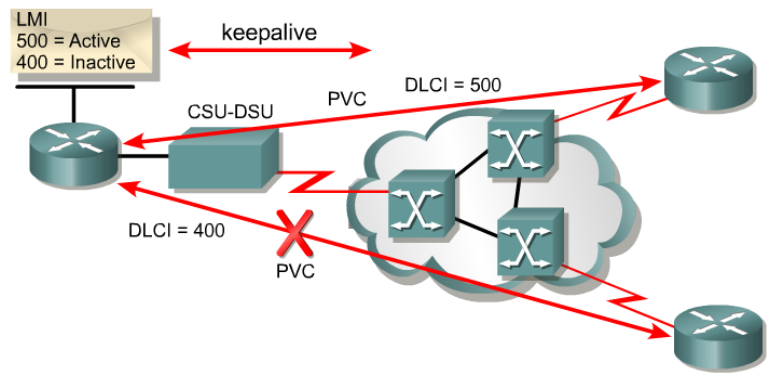 LMI
500 = Active
400 = Inactive
keepalive
DLCI = 500
PVC
CSU-DSU
DLCI = 400
PVC